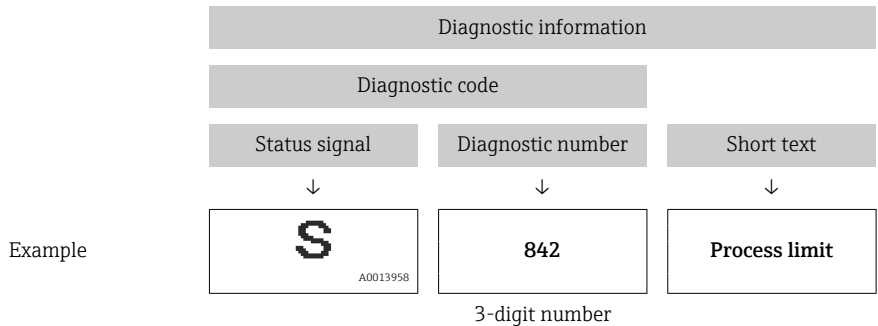 Diagnostic information
Diagnostic code
Status signal Diagnostic number Short text
↓ ↓ ↓
Example S 842 Process limit
A0013958
3-digit number